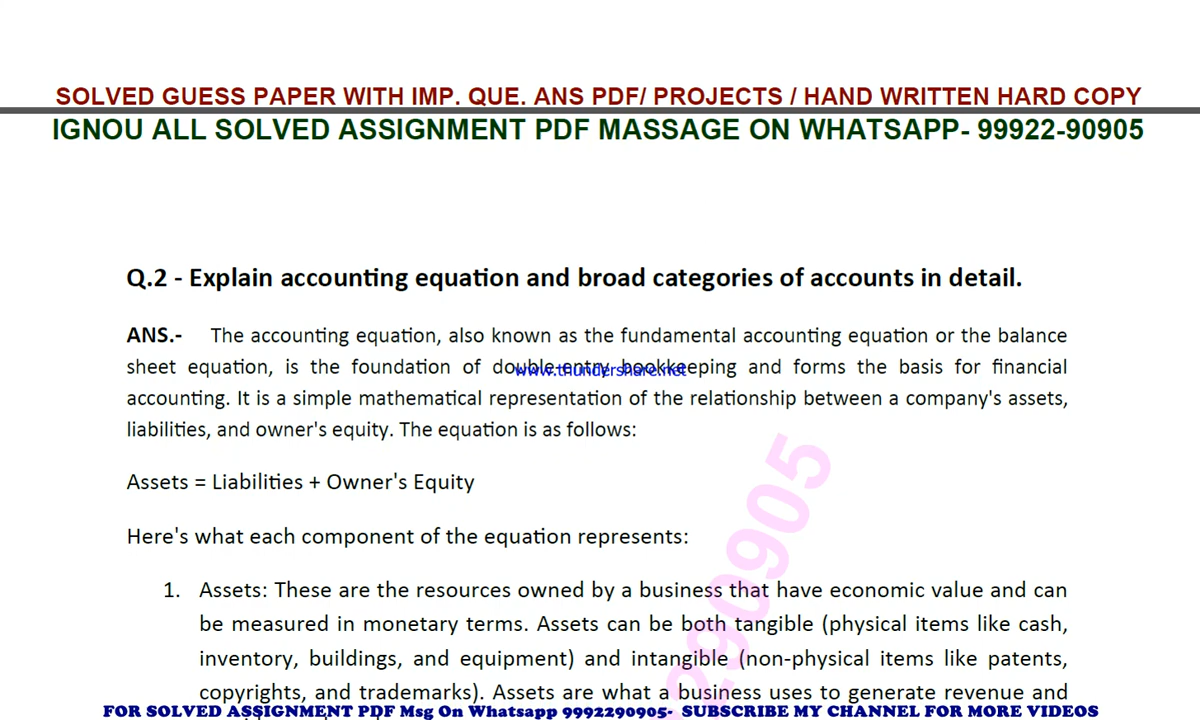 SOLVED GUESS PAPER WITH IMP. QUE. ANS PDF/ PROJECTS / HAND WRITTEN HARD COPY
IGNOU ALL SOLVED ASSIGNMENT PDF MASSAGE ON WHATSAPP- 99922-90905
Q.2 - Explain accounting equation and broad categories of accounts in detail.
ANS.- The accounting equation, also known as the fundamental accounting equation or the balance
sheet equation, is the foundation of double-entry bookkeeping and forms the basis for financial
www.thundershare.net
accounting. It is a simple mathematical representation of the relationship between a company's assets,
liabilities, and owner's equity. The equation is as follows:
Assets = Liabilities + Owner's Equity
Here's what each component of the equation represents:
1. Assets: These are the resources owned by a business that have economic value and can
be measured in monetary terms. Assets can be both tangible (physical items like cash,
inventory, buildings, and equipment) and intangible (non-physical items like patents,
copyrights, and trademarks). Assets are what a business uses to generate revenue and
FOR SOLVED ASSIGNMENT PDF Msg On Whatsapp 9992290905- SUBSCRIBE MY CHANNEL FOR MORE VIDEOS